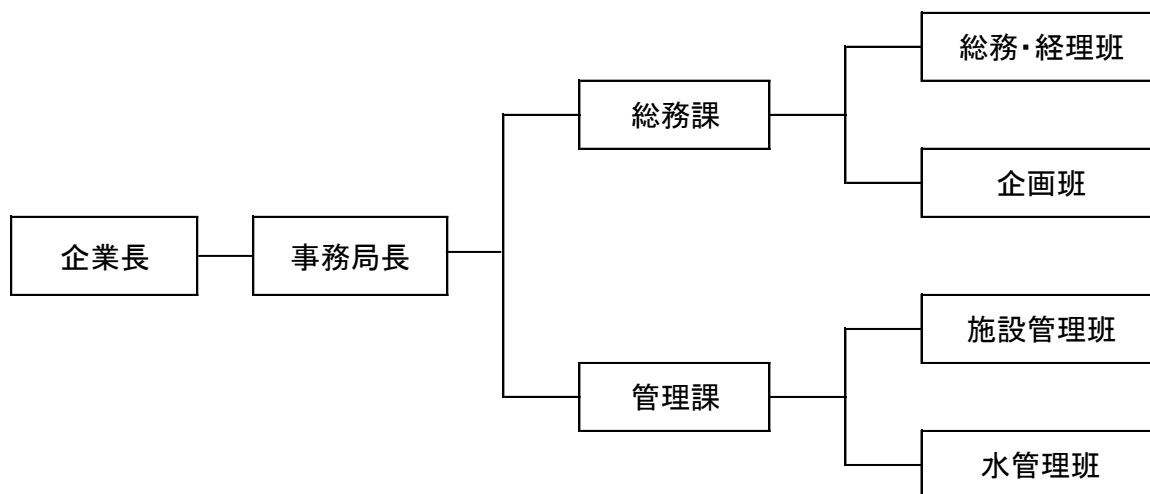 総務・経理班
総務課
企画班
企業長
事務局長
施設管理班
管理課
水管理班